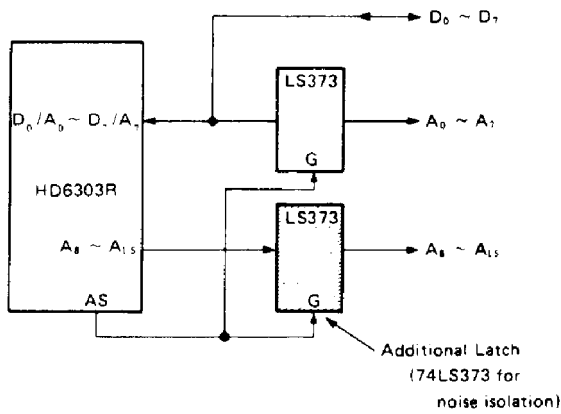 D₀ ~ D₇
LS373
D₀/A₀ ~ D₇/A₇
A₀ ~ A₇
G
HD6303R
LS373
A₈ ~ A₁₅
A₈ ~ A₁₅
AS
G
Additional Latch
(74LS373 for
noise isolation)